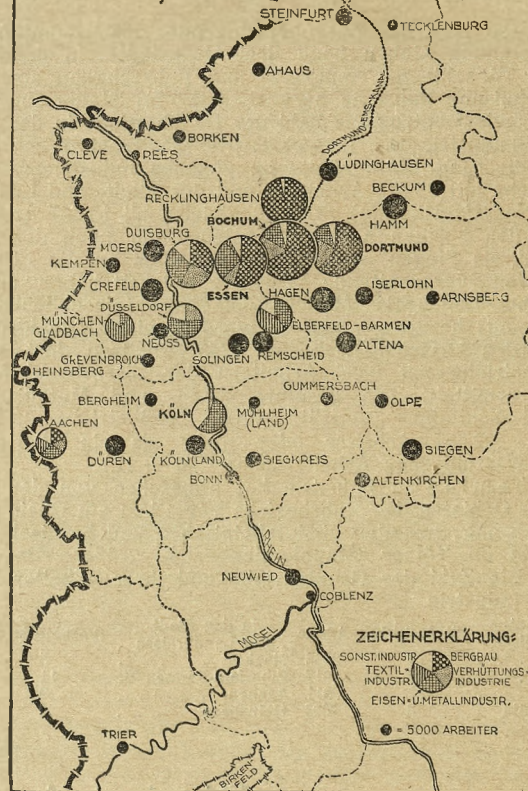 STEINFURT
TECKLENBURG
AHAUS
DORTMUND-EMS-KANAL
BORKEN
CLEVE
REES
LÜDINGHAUSEN
RECKLINGHAUSEN
BECKUM
BOCHUM
HAMM
DUISBURG
MOERS
DORTMUND
KEMPEN
CREFELD
ESSEN
HAGEN
ISERLOHN
ARNSBERG
DÜSSELDORF
MÜNCHEN
GLADBACH
NEUSS
ELBERFELD-BARMEN
SOLINGEN
REMSCHEID
ALTENA
GREVENBROICH
HEINSBERG
GUMMERSBACH
BERGHEIM
KÖLN
MÜHLHEIM
(LAND)
OLPE
AACHEN
DÜREN
KÖLN(LAND)
SIEGKREIS
SIEGEN
BONN
ALTENKIRCHEN
RHEIN
NEUWIED
COBLENZ
MOSEL
ZEICHENERKLÄRUNG:
SONST.INDUSTR
BERGBAU
TEXTIL-
INDUSTR.
VERHÜTTUNGS-
INDUSTRIE
EISEN-U.METALLINDUSTR.
= 5000 ARBEITER
TRIER
BIRKEN-
FELD